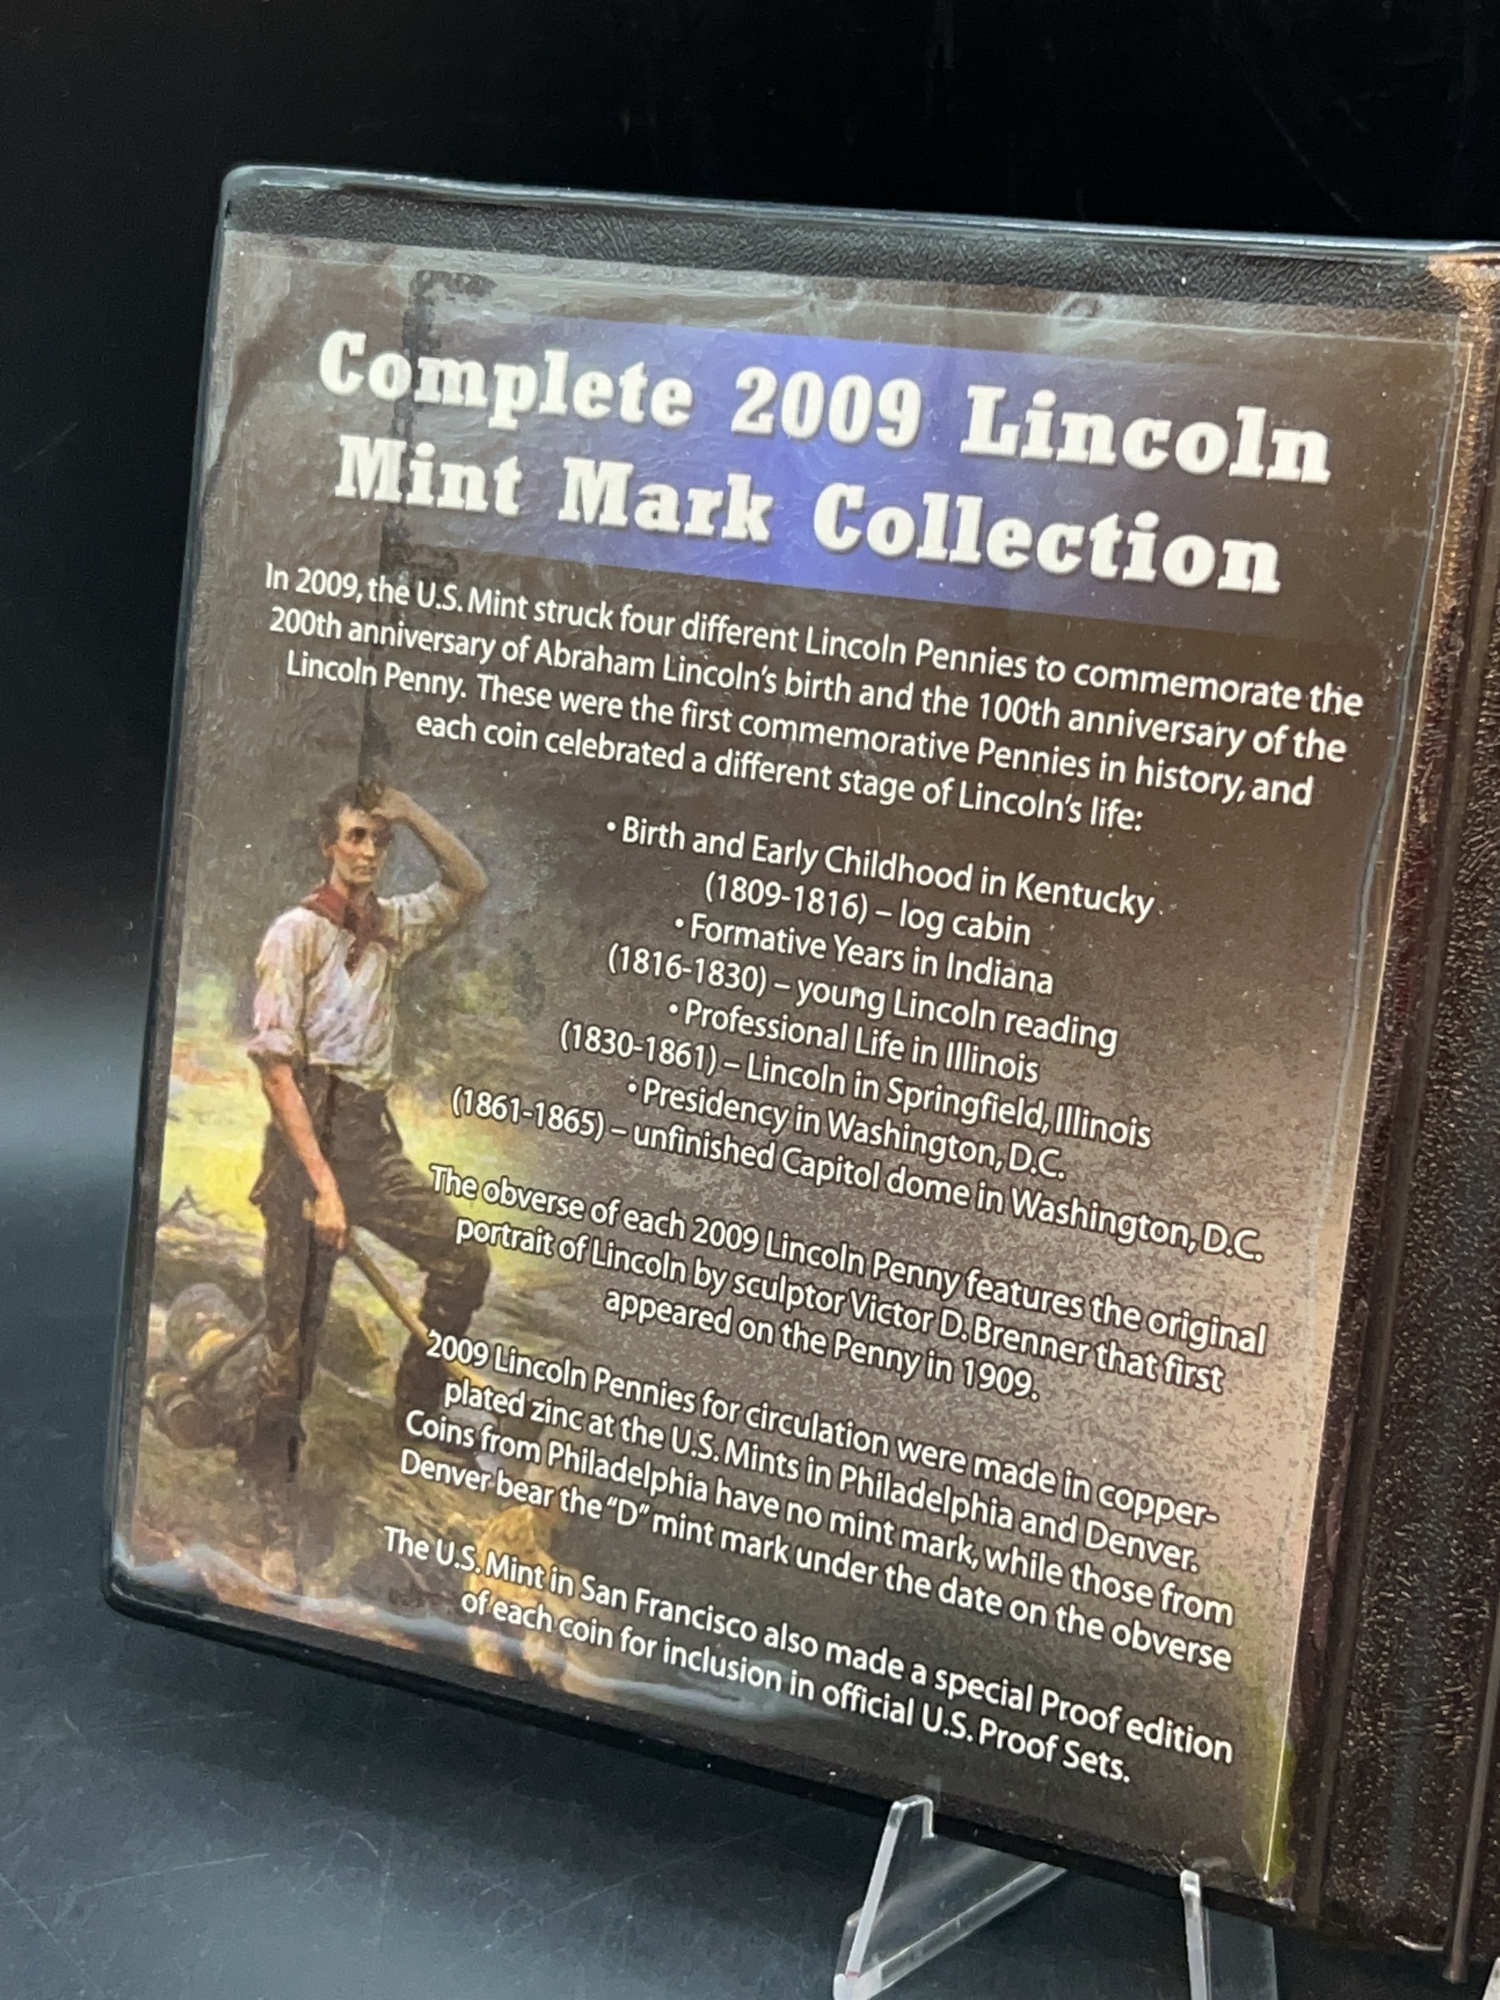 Complete 2009 Lincoln
Mint Mark Collection
In 2009, the U.S. Mint struck four different Lincoln Pennies to commemorate the
200th anniversary of Abraham Lincoln's birth and the 100th anniversary of the
Lincoln Penny. These were the first commemorative Pennies in history, and
each coin celebrated a different stage of Lincoln's life:
• Birth and Early Childhood in Kentucky
(1809-1816) – log cabin
• Formative Years in Indiana
(1816-1830) – young Lincoln reading
• Professional Life in Illinois
(1830-1861) – Lincoln in Springfield, Illinois
• Presidency in Washington, D.C.
(1861-1865) – unfinished Capitol dome in Washington, D.C.
The obverse of each 2009 Lincoln Penny features the original
portrait of Lincoln by sculptor Victor D. Brenner that first
appeared on the Penny in 1909.
2009 Lincoln Pennies for circulation were made in copper-
plated zinc at the U.S. Mints in Philadelphia and Denver.
Coins from Philadelphia have no mint mark, while those from
Denver bear the “D” mint mark under the date on the obverse
The U.S. Mint in San Francisco also made a special Proof edition
of each coin for inclusion in official U.S. Proof Sets.